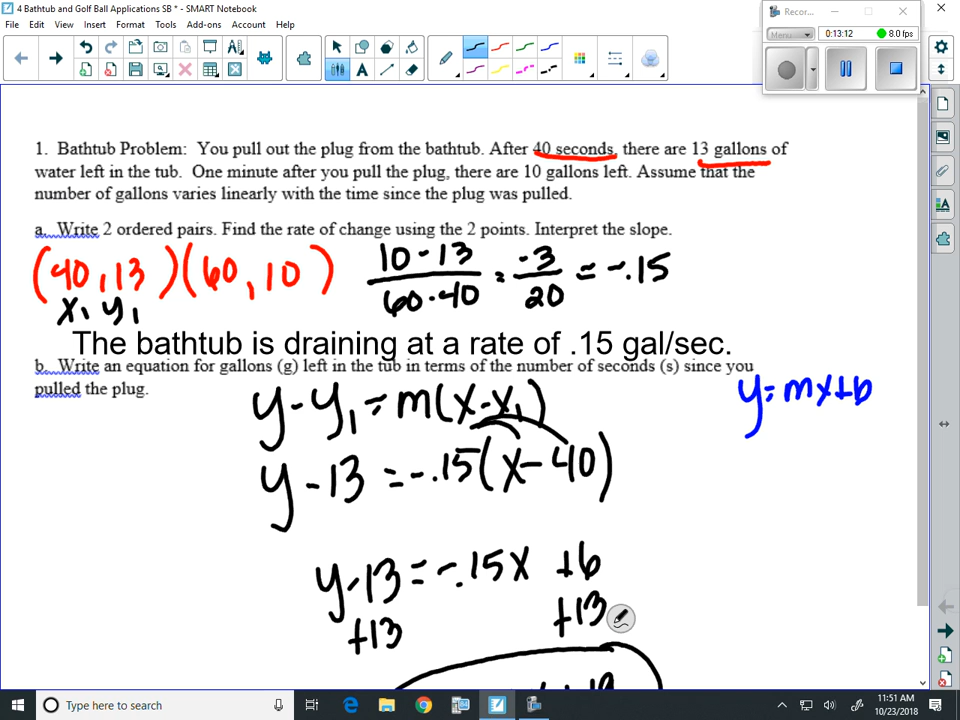 4 Bathtub and Golf Ball Applications SB * - SMART Notebook
File Edit View Insert Format Tools Add-ons Account Help
Recor...
Menu 0:13:12 8.0 fps
1. Bathtub Problem: You pull out the plug from the bathtub. After 40 seconds, there are 13 gallons of
water left in the tub. One minute after you pull the plug, there are 10 gallons left. Assume that the
number of gallons varies linearly with the time since the plug was pulled.
a. Write 2 ordered pairs. Find the rate of change using the 2 points. Interpret the slope.
(40, 13) (60, 10) 10-13 / 60-40 = -3/20 = -.15
x₁ y₁
The bathtub is draining at a rate of .15 gal/sec.
b. Write an equation for gallons (g) left in the tub in terms of the number of seconds (s) since you
pulled the plug.
y=mx+b
y-y₁=m(x-x₁)
y-13=-.15(x-40)
y-13=-.15x +6
+13 +13
Type here to search
11:51 AM
10/23/2018